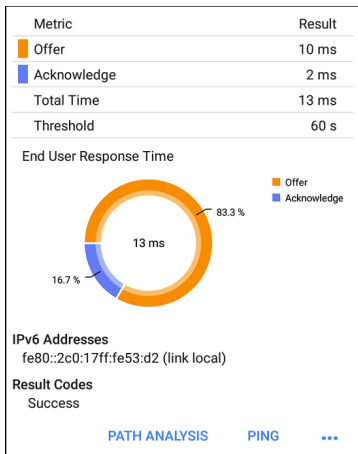 Metric Result
Offer 10 ms
Acknowledge 2 ms
Total Time 13 ms
Threshold 60 s
End User Response Time
Offer
Acknowledge
83.3 %
13 ms
16.7 %
IPv6 Addresses
fe80::2c0:17ff:fe53:d2 (link local)
Result Codes
Success
PATH ANALYSIS PING